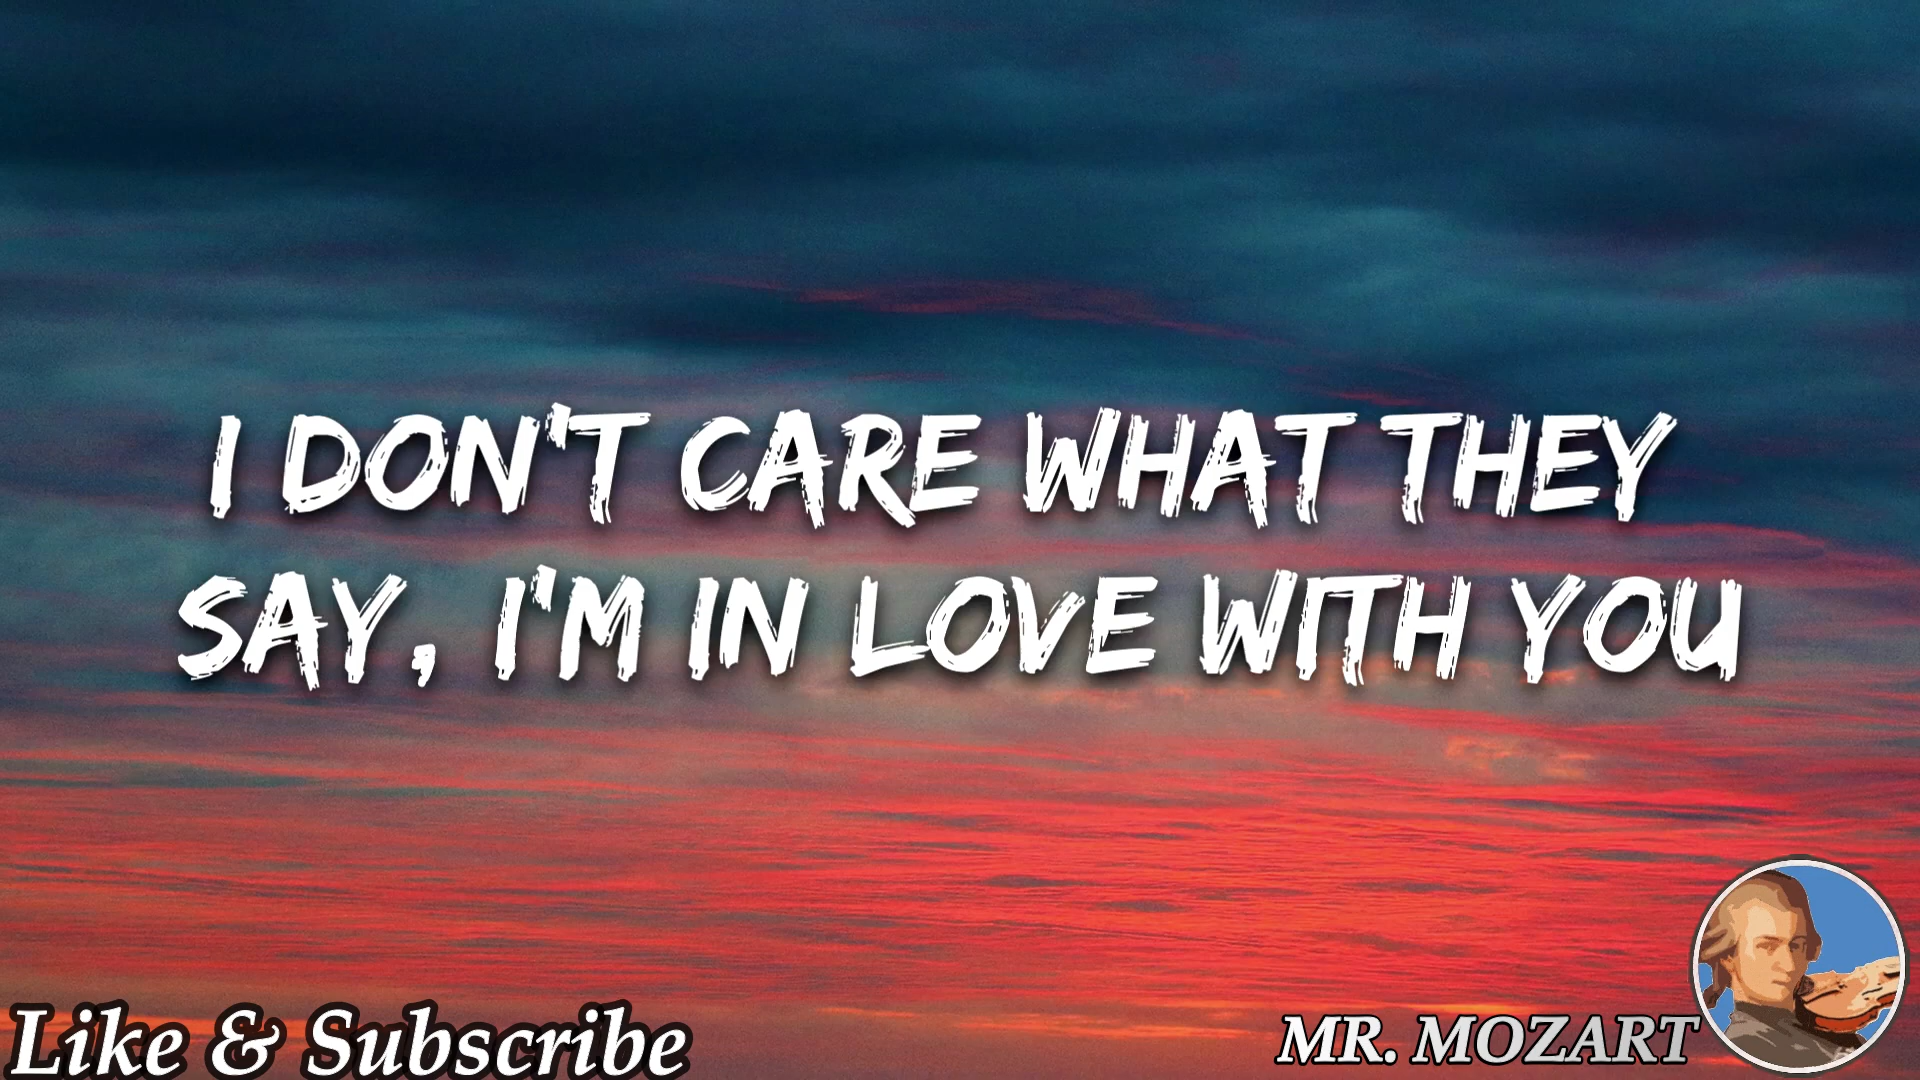 I DON'T CARE WHAT THEY
SAY, I'M IN LOVE WITH YOU
Like & Subscribe
MR. MOZART